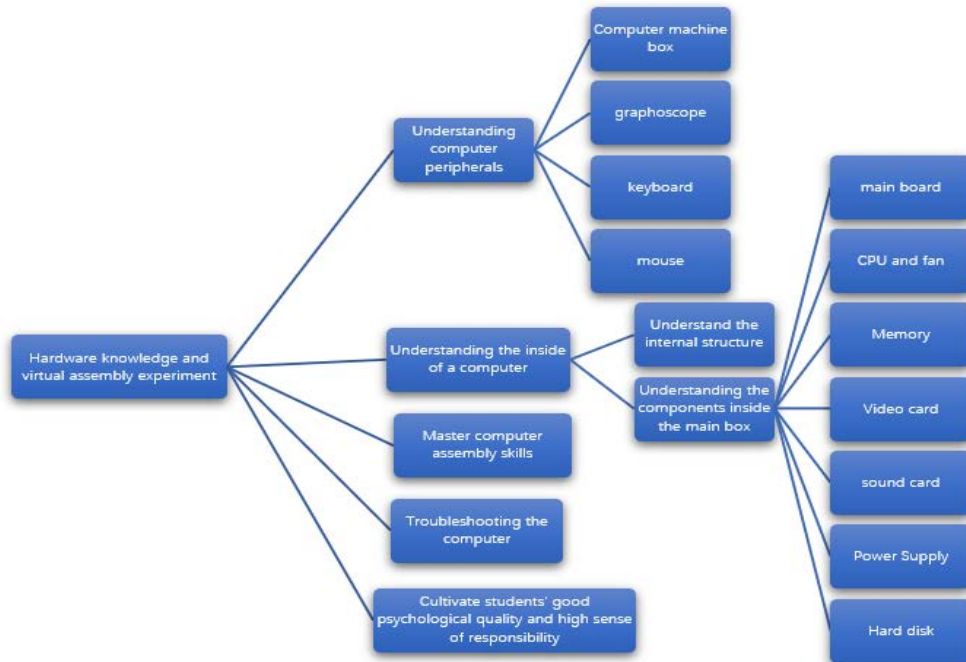 Hardware knowledge and
virtual assembly experiment
Understanding
computer
peripherals
Computer machine
box
graphoscope
keyboard
mouse
Understanding the inside
of a computer
Understand the
internal structure
Understanding the
components inside
the main box
main board
CPU and fan
Memory
Video card
sound card
Power Supply
Hard disk
Master computer
assembly skills
Troubleshooting the
computer
Cultivate students' good
psychological quality and high sense
of responsibility